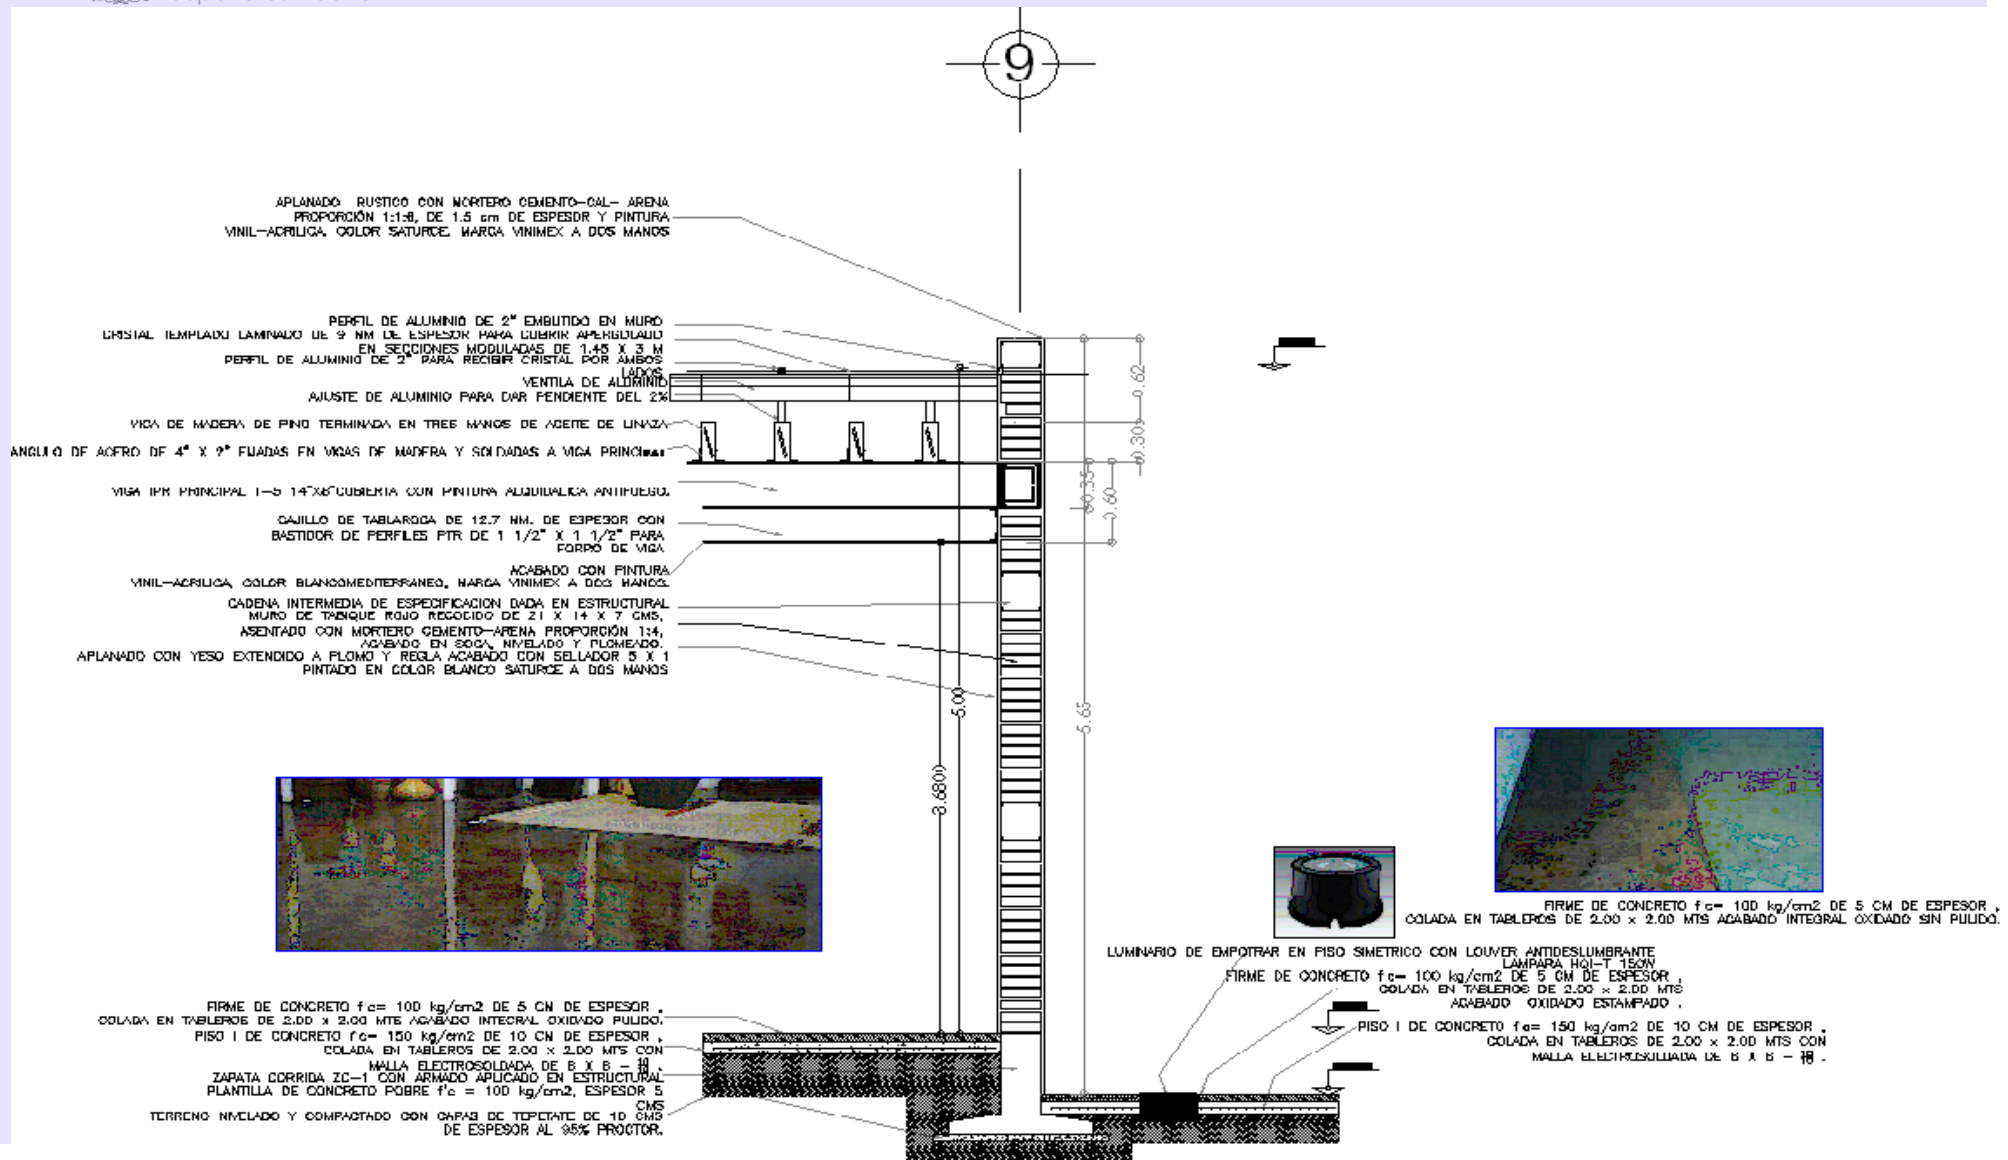 9
APLANADO RUSTICO CON MORTERO CEMENTO-CAL- ARENA
PROPORCIÓN 1:1:6, DE 1.5 cm DE ESPESOR Y PINTURA
VINIL-ACRILICA, COLOR SATURCE, MARCA VINIMEX A DOS MANOS
PERFIL DE ALUMINIO DE 2" EMBUTIDO EN MURO
CRISTAL TEMPLADO LAMINADO DE 9 MM DE ESPESOR PARA CUBRIR APERGOLADO
EN SECCIONES MODULADAS DE 1.45 X 3 M
PERFIL DE ALUMINIO DE 2" PARA RECIBIR CRISTAL POR AMBOS
LADOS
VENTILA DE ALUMINIO
AJUSTE DE ALUMINIO PARA DAR PENDIENTE DEL 2%
VIGA DE MADERA DE PINO TERMINADA EN TRES MANOS DE ACEITE DE LINAZA
ANGULO DE ACERO DE 4" X 2" FIJADAS EN VIGAS DE MADERA Y SOLDADAS A VIGA PRINCIPAL
VIGA IPR PRINCIPAL T-5 14"X8"CUBIERTA CON PINTURA ALQUIDALICA ANTIFUEGO.
CAJILLO DE TABLAROCA DE 12.7 MM. DE ESPESOR CON
BASTIDOR DE PERFILES PTR DE 1 1/2" X 1 1/2" PARA
FORRO DE VIGA
ACABADO CON PINTURA
VINIL-ACRILICA, COLOR BLANCOMEDITERRANEO, MARCA VINIMEX A DOS MANOS.
CADENA INTERMEDIA DE ESPECIFICACION DADA EN ESTRUCTURAL
MURO DE TABIQUE ROJO RECOCIDO DE 21 X 14 X 7 CMS,
ASENTADO CON MORTERO CEMENTO-ARENA PROPORCIÓN 1:4,
ACABADO EN SOGA, NIVELADO Y PLOMEADO.
APLANADO CON YESO EXTENDIDO A PLOMO Y REGLA ACABADO CON SELLADOR 5 X 1
PINTADO EN COLOR BLANCO SATURCE A DOS MANOS
0.62
0.30
0.35
0.60
5.00
5.65
3.6800
FIRME DE CONCRETO f'c= 100 kg/cm2 DE 5 CM DE ESPESOR ,
COLADA EN TABLEROS DE 2.00 x 2.00 MTS ACABADO INTEGRAL OXIDADO SIN PULIDO.
LUMINARIO DE EMPOTRAR EN PISO SIMETRICO CON LOUVER ANTIDESLUMBRANTE
LAMPARA HQI-T 150W
FIRME DE CONCRETO f'c= 100 kg/cm2 DE 5 CM DE ESPESOR ,
COLADA EN TABLEROS DE 2.00 x 2.00 MTS
ACABADO OXIDADO ESTAMPADO .
PISO I DE CONCRETO f'c= 150 kg/cm2 DE 10 CM DE ESPESOR ,
COLADA EN TABLEROS DE 2.00 x 2.00 MTS CON
MALLA ELECTROSOLDADA DE 6 X 6 -
FIRME DE CONCRETO f'c= 100 kg/cm2 DE 5 CM DE ESPESOR ,
COLADA EN TABLEROS DE 2.00 x 2.00 MTS ACABADO INTEGRAL OXIDADO PULIDO.
PISO I DE CONCRETO f'c= 150 kg/cm2 DE 10 CM DE ESPESOR ,
COLADA EN TABLEROS DE 2.00 x 2.00 MTS CON
MALLA ELECTROSOLDADA DE 6 X 6 -
ZAPATA CORRIDA ZC-1 CON ARMADO APLICADO EN ESTRUCTURAL
PLANTILLA DE CONCRETO POBRE f'c = 100 kg/cm2, ESPESOR 5
CMS
TERRENO NIVELADO Y COMPACTADO CON CAPAS DE TEPETATE DE 10 CMS
DE ESPESOR AL 95% PROCTOR.